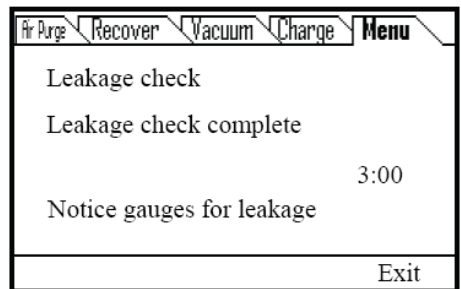 Air Purge Recover Vacuum Charge Menu
Leakage check
Leakage check complete
3:00
Notice gauges for leakage
Exit